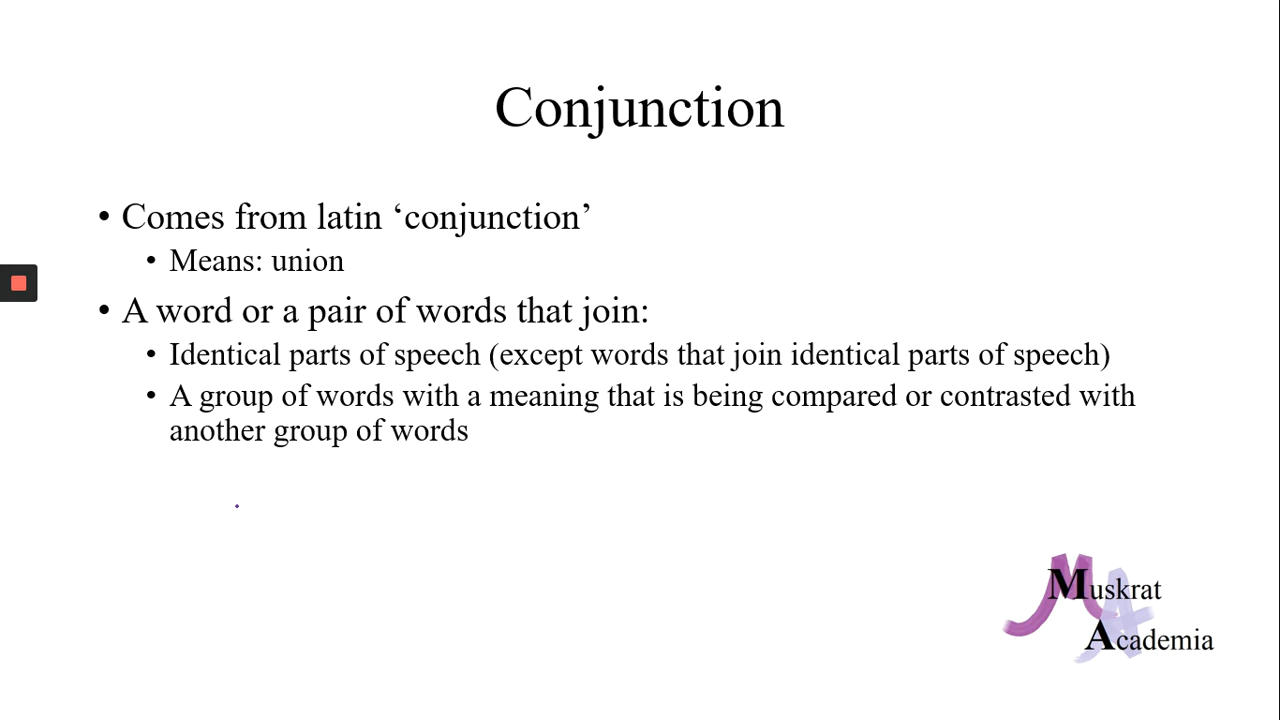 Conjunction
• Comes from latin ‘conjunction’
• Means: union
• A word or a pair of words that join:
• Identical parts of speech (except words that join identical parts of speech)
• A group of words with a meaning that is being compared or contrasted with
another group of words
Muskrat
Academia